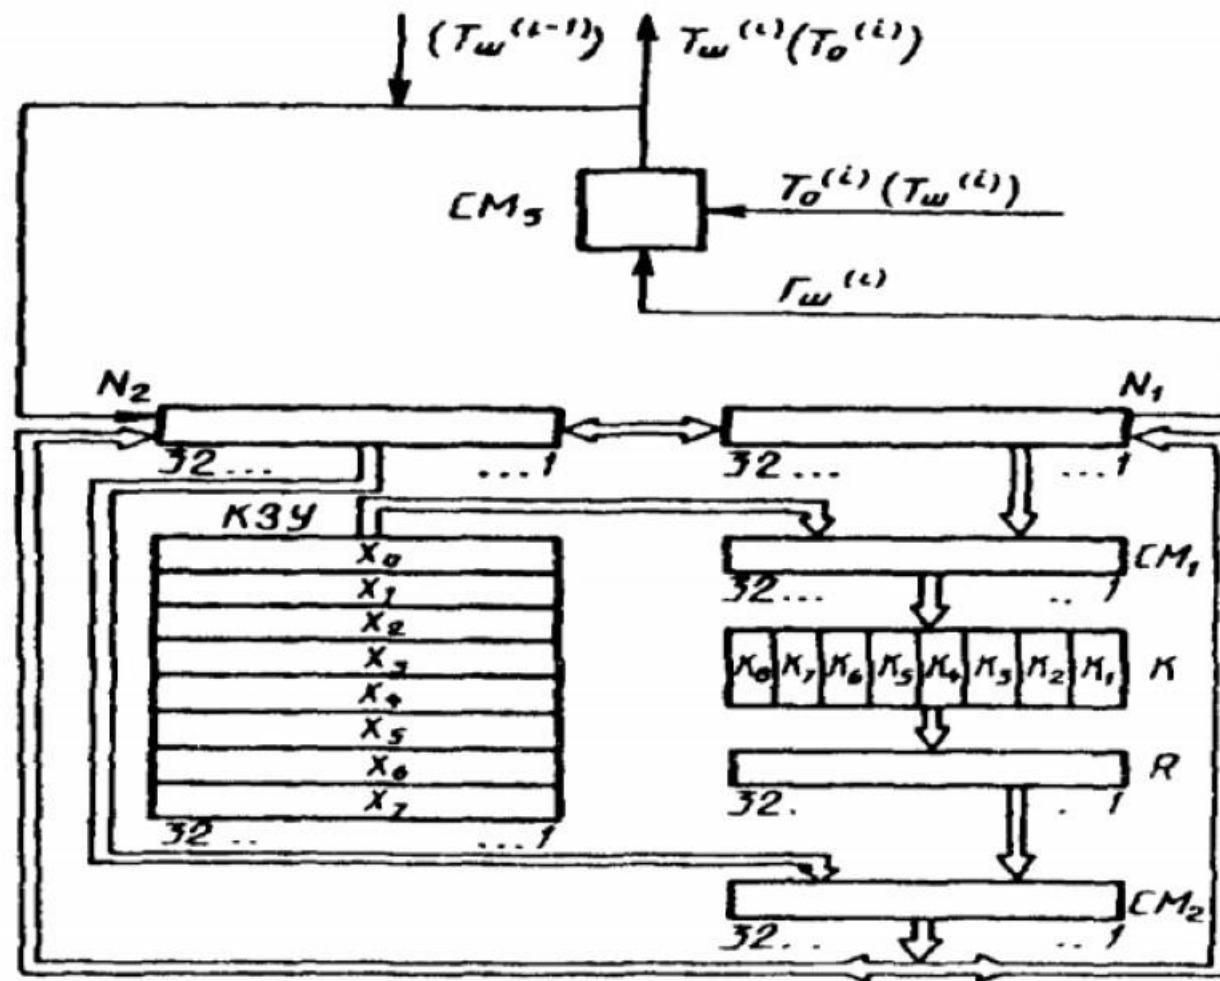 (Tш⁽ⁱ⁻¹⁾) Tш⁽ⁱ⁾(To⁽ⁱ⁾)
CM₅ To⁽ⁱ⁾(Tш⁽ⁱ⁾)
Гш⁽ⁱ⁾
N₂ N₁
32... ...1 32... ...1
КЗУ
X₀ CM₁
X₁ 32... ..1
X₂
X₃ K₈ K₇ K₆ K₅ K₄ K₃ K₂ K₁ K
X₄
X₅
X₆ R
X₇ 32. .1
32.. ...1
CM₂
32.. ..1